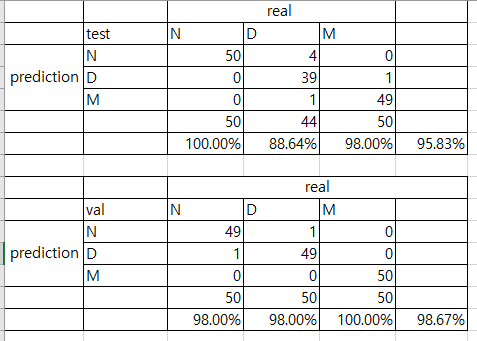 real
test N D M
N 50 4 0
prediction D 0 39 1
M 0 1 49
50 44 50
100.00% 88.64% 98.00% 95.83%
real
val N D M
N 49 1 0
prediction D 1 49 0
M 0 0 50
50 50 50
98.00% 98.00% 100.00% 98.67%